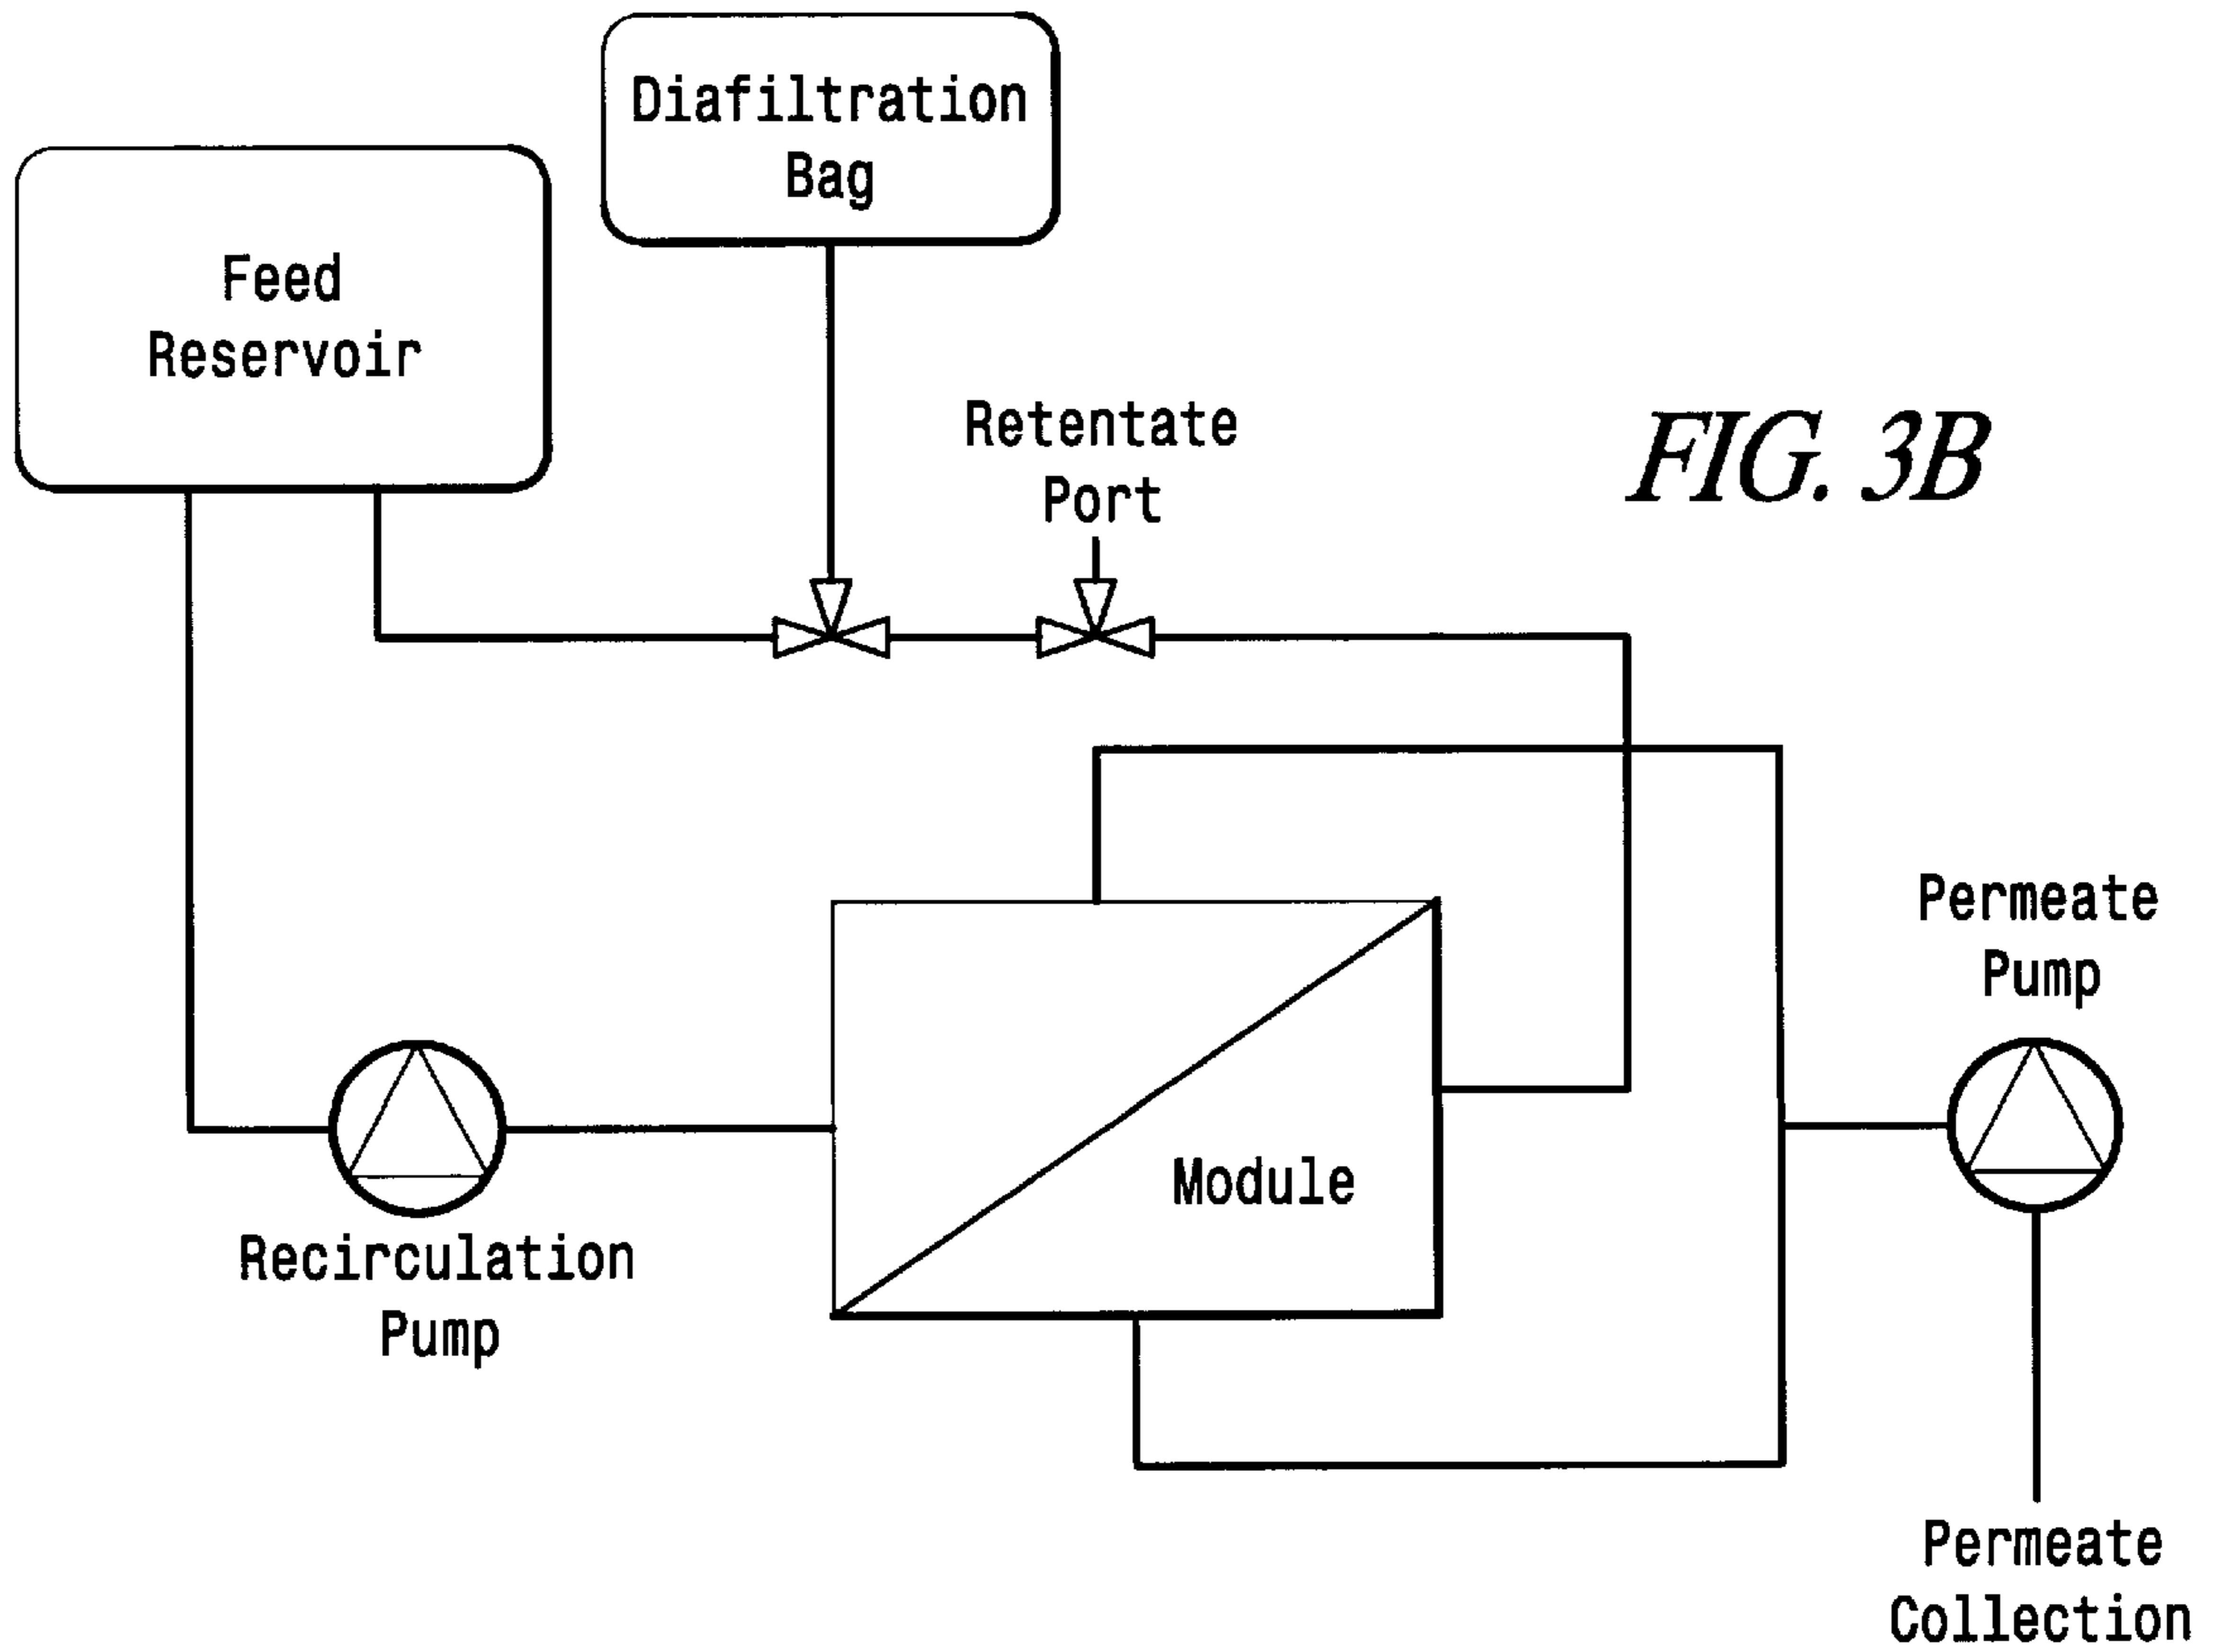 Diafiltration
Bag
Feed
Reservoir
Retentate
Port
FIG. 3B
Permeate
Pump
Module
Recirculation
Pump
Permeate
Collection